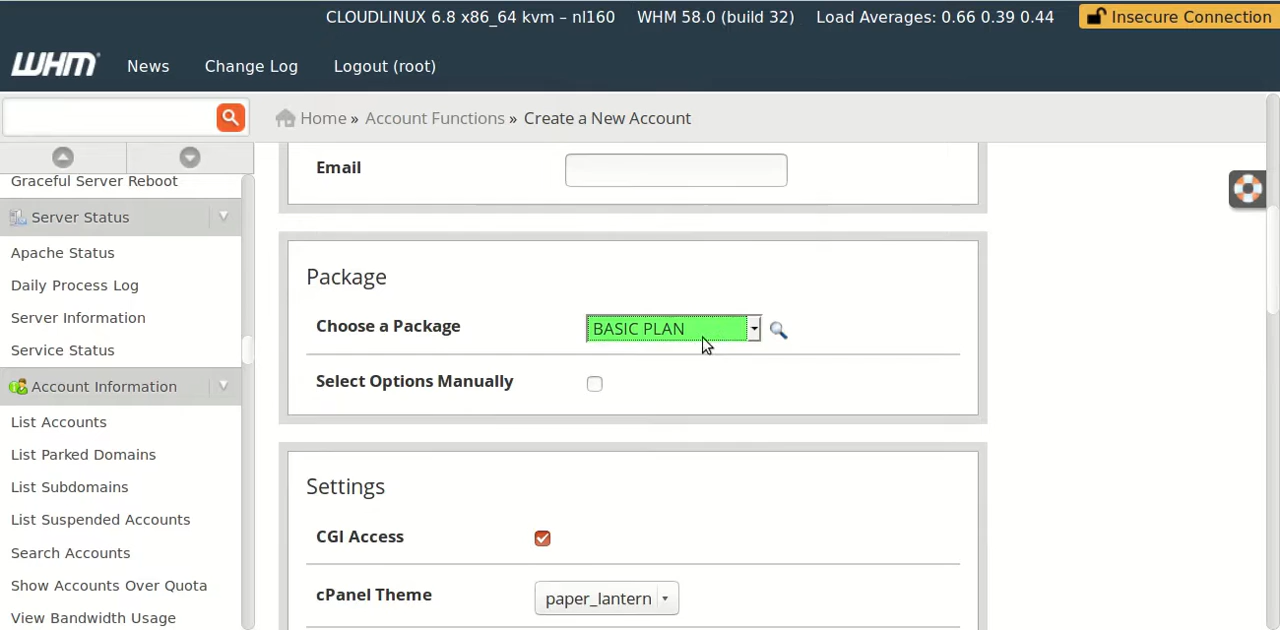 CLOUDLINUX 6.8 x86_64 kvm – nl160 WHM 58.0 (build 32) Load Averages: 0.66 0.39 0.44 Insecure Connection
WHM News Change Log Logout (root)
Home » Account Functions » Create a New Account
Graceful Server Reboot
Server Status
Apache Status
Daily Process Log
Server Information
Service Status
Account Information
List Accounts
List Parked Domains
List Subdomains
List Suspended Accounts
Search Accounts
Show Accounts Over Quota
View Bandwidth Usage
Email
Package
Choose a Package BASIC PLAN
Select Options Manually
Settings
CGI Access
cPanel Theme paper_lantern